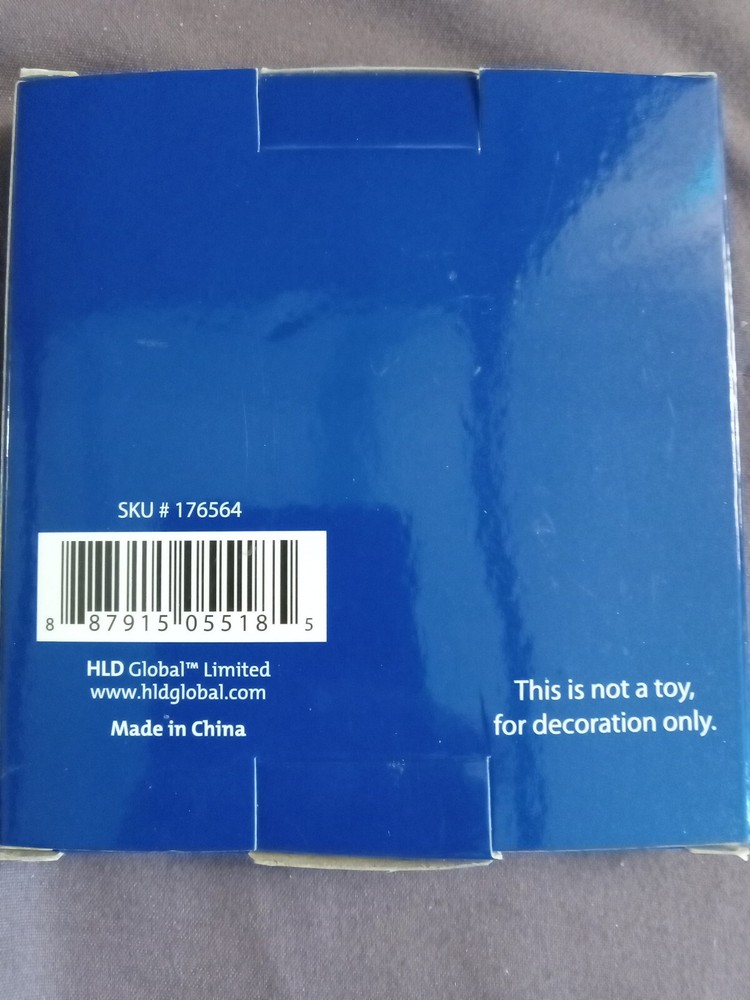 SKU # 176564
8 87915 05518 5
HLD Global™ Limited
www.hldglobal.com
Made in China
This is not a toy,
for decoration only.